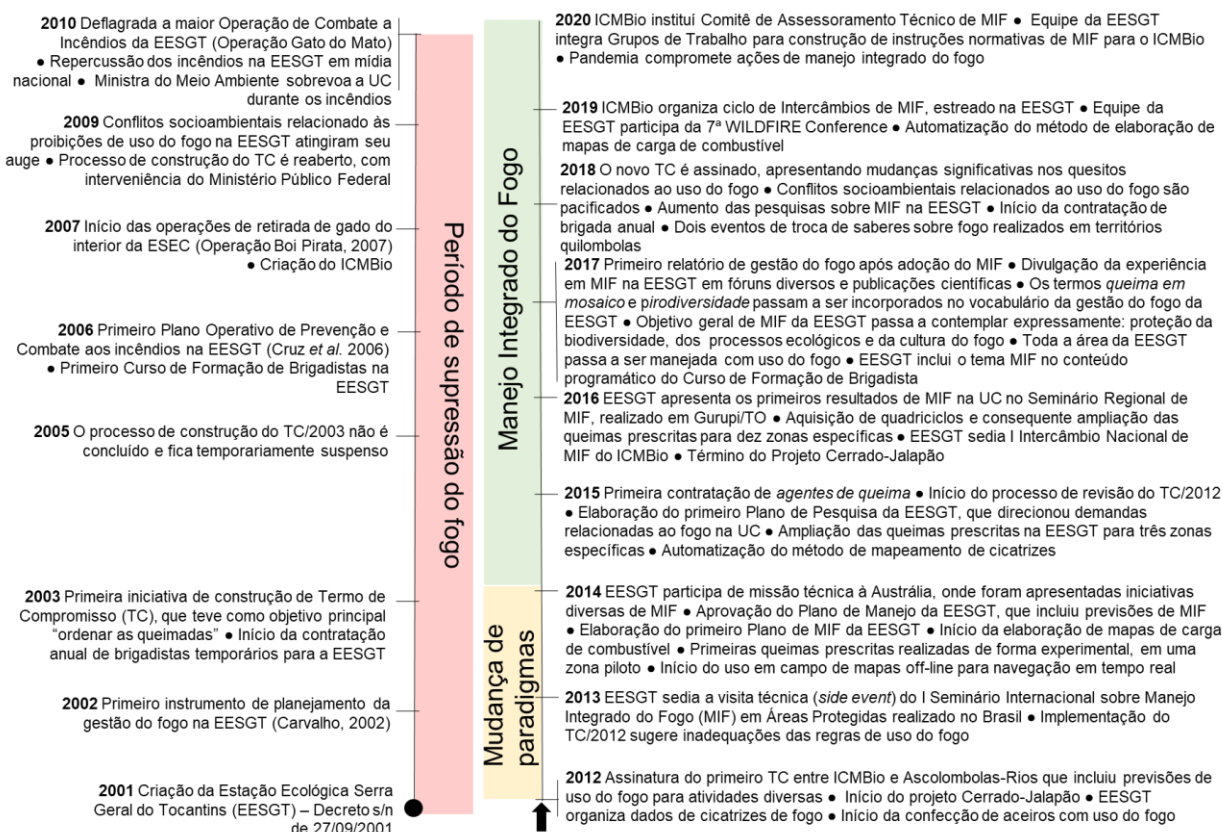 2010 Deflagrada a maior Operação de Combate a
Incêndios da EESGT (Operação Gato do Mato)
● Repercussão dos incêndios na EESGT em mídia
nacional ● Ministra do Meio Ambiente sobrevoa a UC
durante os incêndios
2009 Conflitos socioambientais relacionado às
proibições de uso do fogo na EESGT atingiram seu
auge ● Processo de construção do TC é reaberto, com
interveniência do Ministério Público Federal
2007 Início das operações de retirada de gado do
interior da ESEC (Operação Boi Pirata, 2007)
● Criação do ICMBio
2006 Primeiro Plano Operativo de Prevenção e
Combate aos incêndios na EESGT (Cruz et al. 2006)
● Primeiro Curso de Formação de Brigadistas na
EESGT
2005 O processo de construção do TC/2003 não é
concluído e fica temporariamente suspenso
2003 Primeira iniciativa de construção de Termo de
Compromisso (TC), que teve como objetivo principal
“ordenar as queimadas” ● Início da contratação
anual de brigadistas temporários para a EESGT
2002 Primeiro instrumento de planejamento da
gestão do fogo na EESGT (Carvalho, 2002)
2001 Criação da Estação Ecológica Serra
Geral do Tocantins (EESGT) – Decreto s/n
de 27/09/2001
Período de supressão do fogo
Manejo Integrado do Fogo
Mudança de
paradigmas
2020 ICMBio instituí Comitê de Assessoramento Técnico de MIF ● Equipe da EESGT
integra Grupos de Trabalho para construção de instruções normativas de MIF para o ICMBio
● Pandemia compromete ações de manejo integrado do fogo
2019 ICMBio organiza ciclo de Intercâmbios de MIF, estreado na EESGT ● Equipe da
EESGT participa da 7ª WILDFIRE Conference ● Automatização do método de elaboração de
mapas de carga de combustível
2018 O novo TC é assinado, apresentando mudanças significativas nos quesitos
relacionados ao uso do fogo ● Conflitos socioambientais relacionados ao uso do fogo são
pacificados ● Aumento das pesquisas sobre MIF na EESGT ● Início da contratação de
brigada anual ● Dois eventos de troca de saberes sobre fogo realizados em territórios
quilombolas
2017 Primeiro relatório de gestão do fogo após adoção do MIF ● Divulgação da experiência
em MIF na EESGT em fóruns diversos e publicações científicas ● Os termos queima em
mosaico e pirodiversidade passam a ser incorporados no vocabulário da gestão do fogo da
EESGT ● Objetivo geral de MIF da EESGT passa a contemplar expressamente: proteção da
biodiversidade, dos processos ecológicos e da cultura do fogo ● Toda a área da EESGT
passa a ser manejada com uso do fogo ● EESGT inclui o tema MIF no conteúdo
programático do Curso de Formação de Brigadista
2016 EESGT apresenta os primeiros resultados de MIF na UC no Seminário Regional de
MIF, realizado em Gurupi/TO ● Aquisição de quadriciclos e consequente ampliação das
queimas prescritas para dez zonas específicas ● EESGT sedia I Intercâmbio Nacional de
MIF do ICMBio ● Término do Projeto Cerrado-Jalapão
2015 Primeira contratação de agentes de queima ● Início do processo de revisão do TC/2012
● Elaboração do primeiro Plano de Pesquisa da EESGT, que direcionou demandas
relacionadas ao fogo na UC ● Ampliação das queimas prescritas na EESGT para três zonas
específicas ● Automatização do método de mapeamento de cicatrizes
2014 EESGT participa de missão técnica à Austrália, onde foram apresentadas iniciativas
diversas de MIF ● Aprovação do Plano de Manejo da EESGT, que incluiu previsões de MIF
● Elaboração do primeiro Plano de MIF da EESGT ● Início da elaboração de mapas de carga
de combustível ● Primeiras queimas prescritas realizadas de forma experimental, em uma
zona piloto ● Início do uso em campo de mapas off-line para navegação em tempo real
2013 EESGT sedia a visita técnica (side event) do I Seminário Internacional sobre Manejo
Integrado do Fogo (MIF) em Áreas Protegidas realizado no Brasil ● Implementação do
TC/2012 sugere inadequações das regras de uso do fogo
2012 Assinatura do primeiro TC entre ICMBio e Ascolombolas-Rios que incluiu previsões de
uso do fogo para atividades diversas ● Início do projeto Cerrado-Jalapão ● EESGT
organiza dados de cicatrizes de fogo ● Início da confecção de aceiros com uso do fogo